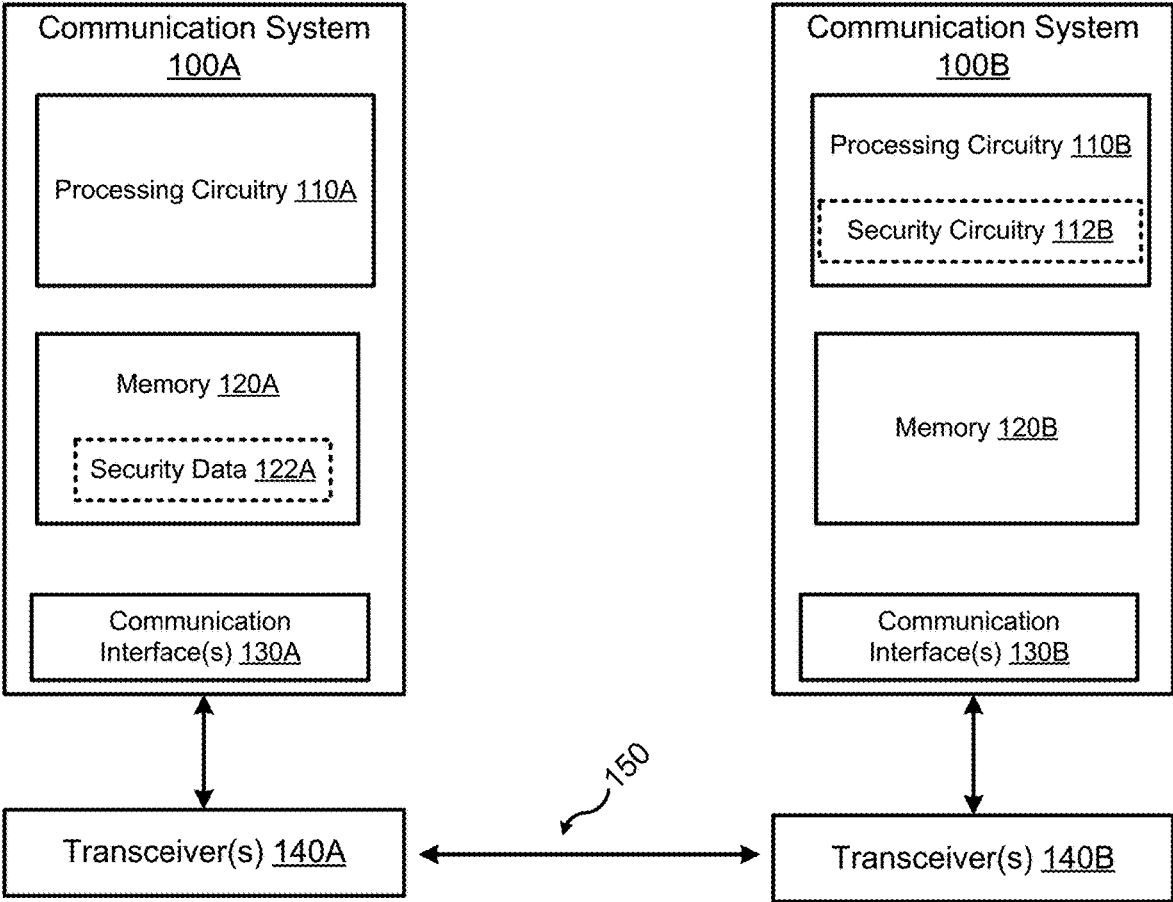 Communication System
100A
Processing Circuitry 110A
Memory 120A
Security Data 122A
Communication
Interface(s) 130A
Transceiver(s) 140A
150
Communication System
100B
Processing Circuitry 110B
Security Circuitry 112B
Memory 120B
Communication
Interface(s) 130B
Transceiver(s) 140B